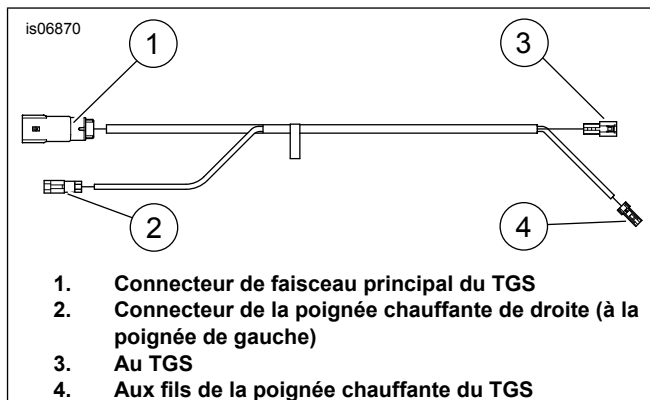 is06870
1
3
2
4
1. Connecteur de faisceau principal du TGS
2. Connecteur de la poignée chauffante de droite (à la
poignée de gauche)
3. Au TGS
4. Aux fils de la poignée chauffante du TGS